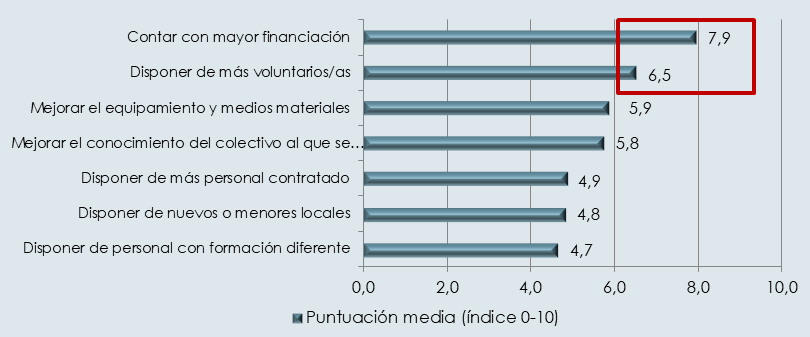 Contar con mayor financiación 7,9
Disponer de más voluntarios/as 6,5
Mejorar el equipamiento y medios materiales 5,9
Mejorar el conocimiento del colectivo al que se... 5,8
Disponer de más personal contratado 4,9
Disponer de nuevos o menores locales 4,8
Disponer de personal con formación diferente 4,7
0,0 2,0 4,0 6,0 8,0 10,0
Puntuación media (índice 0-10)